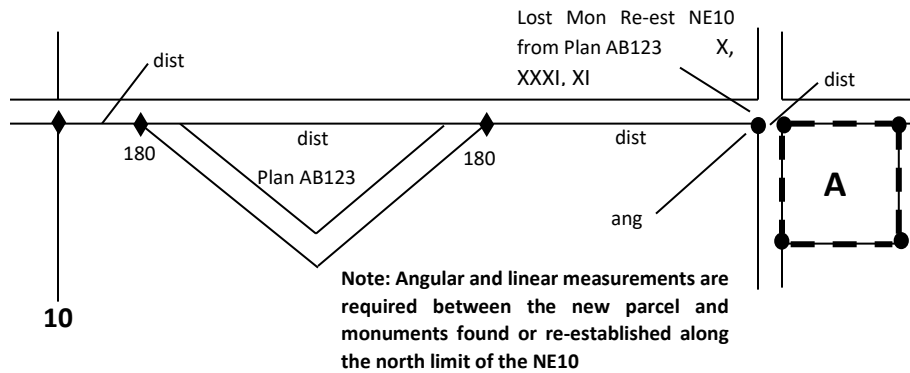 Lost Mon Re-est NE10
from Plan AB123 X,
XXXI, XI
dist
dist
dist
dist
180
180
Plan AB123
A
ang
Note: Angular and linear measurements are
required between the new parcel and
monuments found or re-established along
the north limit of the NE10
10